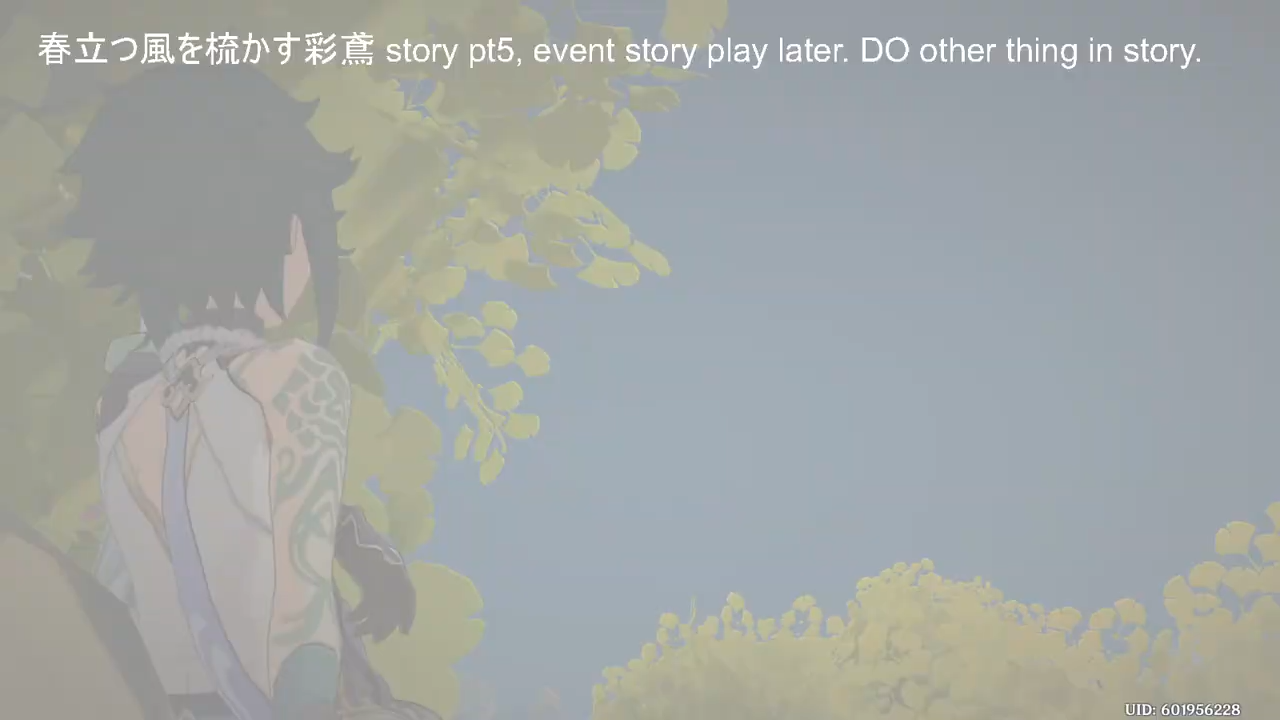 春立つ風を梳かす彩鳶 story pt5, event story play later. DO other thing in story.
UID: 601956228